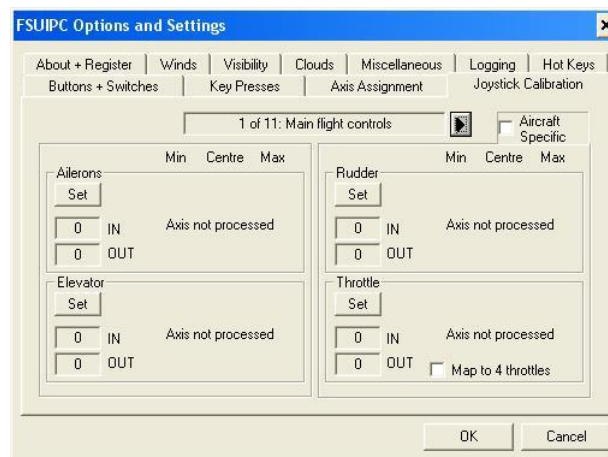 FSUIPC Options and Settings
About + Register Winds Visibility Clouds Miscellaneous Logging Hot Keys
Buttons + Switches Key Presses Axis Assignment Joystick Calibration
1 of 11: Main flight controls
Aircraft Specific
Min Centre Max Min Centre Max
Ailerons Rudder
Set Set
0 IN Axis not processed 0 IN Axis not processed
0 OUT 0 OUT
Elevator Throttle
Set Set
0 IN Axis not processed 0 IN Axis not processed
0 OUT 0 OUT Map to 4 throttles
OK Cancel